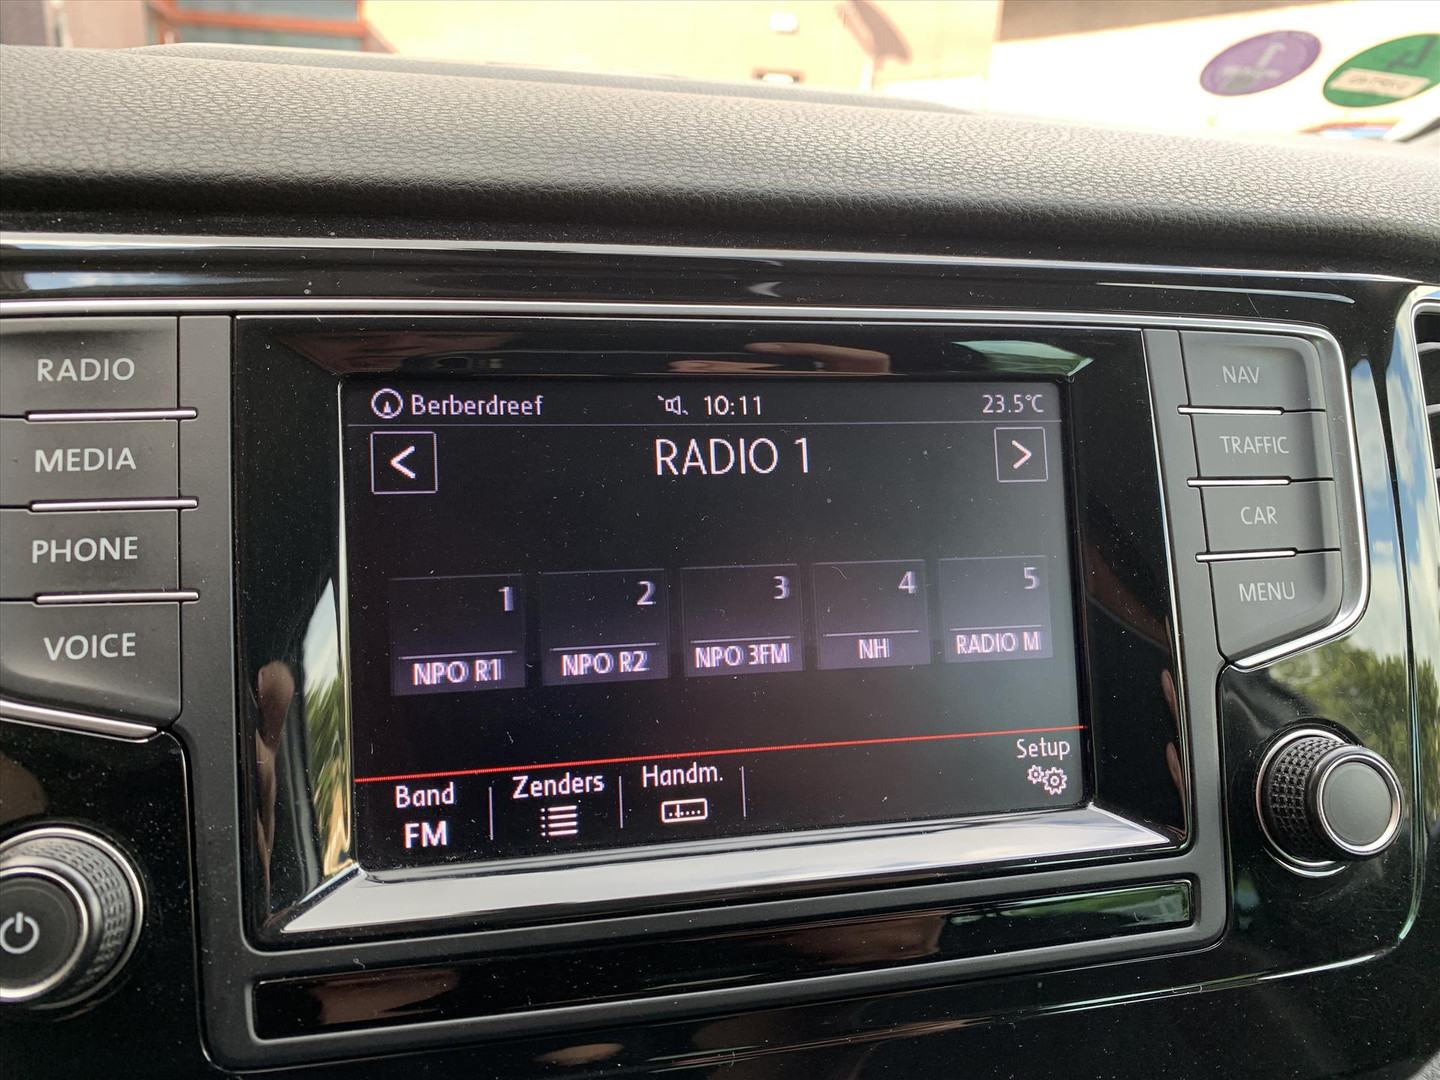 RADIO
MEDIA
PHONE
VOICE
Berberdreef
10:11
23.5°C
<
RADIO 1
>
1
NPO R1
2
NPO R2
3
NPO 3FM
4
NH
5
RADIO M
Band
FM
Zenders
Handm.
Setup
NAV
TRAFFIC
CAR
MENU